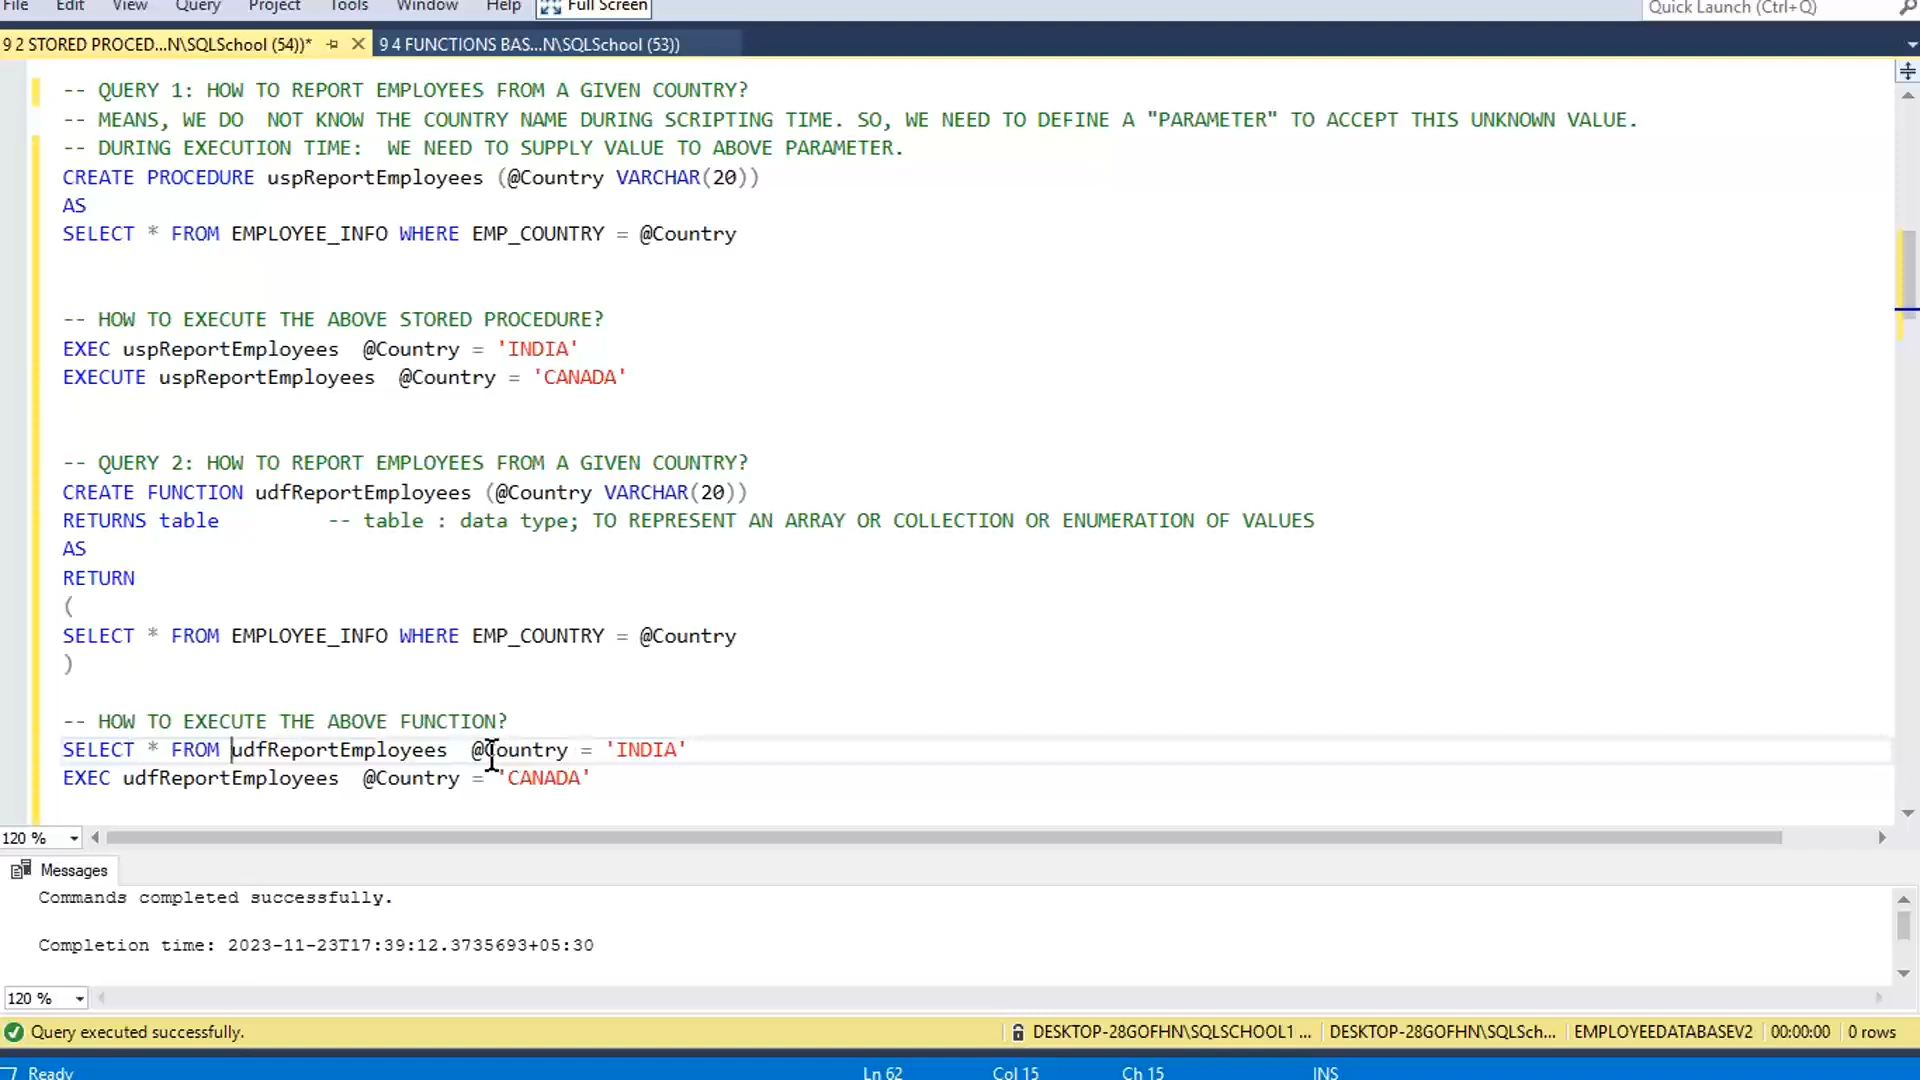 File Edit View Query Project Tools Window Help Full Screen Quick Launch (Ctrl+Q)
9 2 STORED PROCED...N\SQLSchool (54))* 9 4 FUNCTIONS BAS...N\SQLSchool (53))
-- QUERY 1: HOW TO REPORT EMPLOYEES FROM A GIVEN COUNTRY?
-- MEANS, WE DO  NOT KNOW THE COUNTRY NAME DURING SCRIPTING TIME. SO, WE NEED TO DEFINE A "PARAMETER" TO ACCEPT THIS UNKNOWN VALUE.
-- DURING EXECUTION TIME:  WE NEED TO SUPPLY VALUE TO ABOVE PARAMETER.
CREATE PROCEDURE uspReportEmployees (@Country VARCHAR(20))
AS
SELECT * FROM EMPLOYEE_INFO WHERE EMP_COUNTRY = @Country
-- HOW TO EXECUTE THE ABOVE STORED PROCEDURE?
EXEC uspReportEmployees  @Country = 'INDIA'
EXECUTE uspReportEmployees  @Country = 'CANADA'
-- QUERY 2: HOW TO REPORT EMPLOYEES FROM A GIVEN COUNTRY?
CREATE FUNCTION udfReportEmployees (@Country VARCHAR(20))
RETURNS table         -- table : data type; TO REPRESENT AN ARRAY OR COLLECTION OR ENUMERATION OF VALUES
AS
RETURN
(
SELECT * FROM EMPLOYEE_INFO WHERE EMP_COUNTRY = @Country
)
-- HOW TO EXECUTE THE ABOVE FUNCTION?
SELECT * FROM udfReportEmployees  @Country = 'INDIA'
EXEC udfReportEmployees  @Country = 'CANADA'
120 %
Messages
Commands completed successfully.
Completion time: 2023-11-23T17:39:12.3735693+05:30
120 %
Query executed successfully. DESKTOP-28GOFHN\SQLSCHOOL1 ... DESKTOP-28GOFHN\SQLSch... EMPLOYEEDATABASEV2 00:00:00 0 rows
Ready Ln 62 Col 15 Ch 15 INS